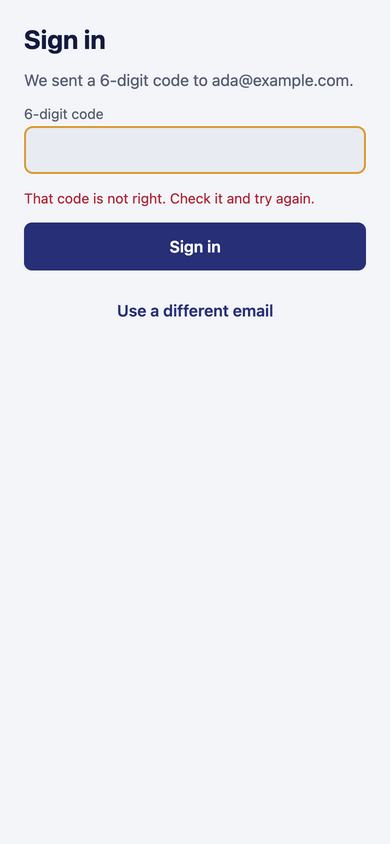 Sign in
We sent a 6-digit code to ada@example.com.
6-digit code
That code is not right. Check it and try again.
Sign in
Use a different email